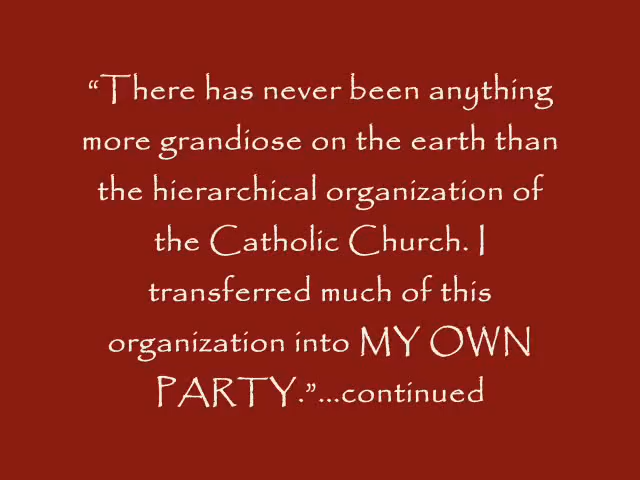 “There has never been anything
more grandiose on the earth than
the hierarchical organization of
the Catholic Church. I
transferred much of this
organization into MY OWN
PARTY.”...continued